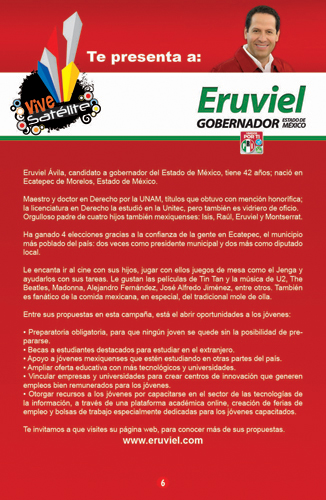 Te presenta a:
Vive
Satélite
Eruviel
GOBERNADOR ESTADO DE MÉXICO
Eruviel Ávila, candidato a gobernador del Estado de México, tiene 42 años; nació en
Ecatepec de Morelos, Estado de México.
Maestro y doctor en Derecho por la UNAM, títulos que obtuvo con mención honorífica;
la licenciatura en Derecho la estudió en la Unitec, pero también es vidriero de oficio.
Orgulloso padre de cuatro hijos también mexiquenses: Isis, Raúl, Eruviel y Montserrat.
Ha ganado 4 elecciones gracias a la confianza de la gente en Ecatepec, el municipio
más poblado del país: dos veces como presidente municipal y dos más como diputado
local.
Le encanta ir al cine con sus hijos, jugar con ellos juegos de mesa como el Jenga y
ayudarlos con sus tareas. Le gustan las películas de Tin Tan y la música de U2, The
Beatles, Madonna, Alejandro Fernández, José Alfredo Jiménez, entre otros. También
es fanático de la comida mexicana, en especial, del tradicional mole de olla.
Entre sus propuestas en esta campaña, está el abrir oportunidades a los jóvenes:
• Preparatoria obligatoria, para que ningún joven se quede sin la posibilidad de pre-
pararse.
• Becas a estudiantes destacados para estudiar en el extranjero.
• Apoyo a jóvenes mexiquenses que estén estudiando en otras partes del país.
• Ampliar oferta educativa con más tecnológicos y universidades.
• Vincular empresas y universidades para crear centros de innovación que generen
empleos bien remunerados para los jóvenes.
• Otorgar recursos a los jóvenes por capacitarse en el sector de las tecnologías de
la información, a través de una plataforma académica online, creación de ferias de
empleo y bolsas de trabajo especialmente dedicadas para los jóvenes capacitados.
Te invitamos a que visites su página web, para conocer más de sus propuestas.
www.eruviel.com
6